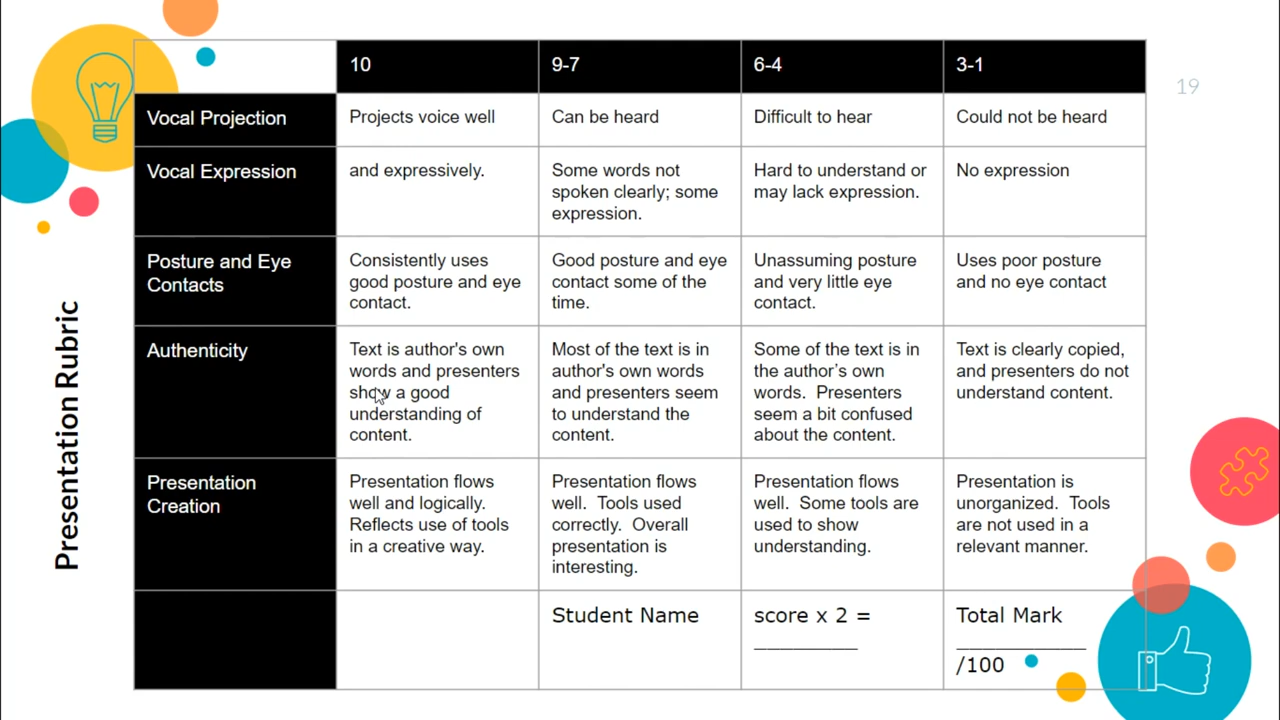 19
Presentation Rubric
10
9-7
6-4
3-1
Vocal Projection
Projects voice well
Can be heard
Difficult to hear
Could not be heard
Vocal Expression
and expressively.
Some words not
spoken clearly; some
expression.
Hard to understand or
may lack expression.
No expression
Posture and Eye
Contacts
Consistently uses
good posture and eye
contact.
Good posture and eye
contact some of the
time.
Unassuming posture
and very little eye
contact.
Uses poor posture
and no eye contact
Authenticity
Text is author's own
words and presenters
show a good
understanding of
content.
Most of the text is in
author's own words
and presenters seem
to understand the
content.
Some of the text is in
the author’s own
words.  Presenters
seem a bit confused
about the content.
Text is clearly copied,
and presenters do not
understand content.
Presentation
Creation
Presentation flows
well and logically.
Reflects use of tools
in a creative way.
Presentation flows
well.  Tools used
correctly.  Overall
presentation is
interesting.
Presentation flows
well.  Some tools are
used to show
understanding.
Presentation is
unorganized.  Tools
are not used in a
relevant manner.
Student Name
score x 2 =
________
Total Mark
__________
/100